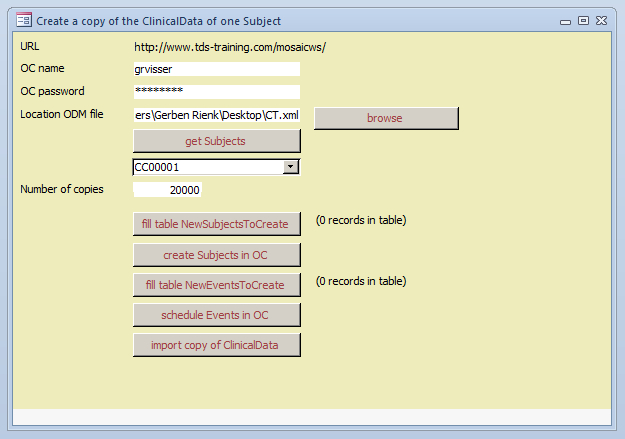 Create a copy of the ClinicalData of one Subject
URL http://www.tds-training.com/mosaicws/
OC name grvisser
OC password ********
Location ODM file ers\Gerben Rienk\Desktop\CT.xml browse
get Subjects
CC00001
Number of copies 20000
fill table NewSubjectsToCreate (0 records in table)
create Subjects in OC
fill table NewEventsToCreate (0 records in table)
schedule Events in OC
import copy of ClinicalData